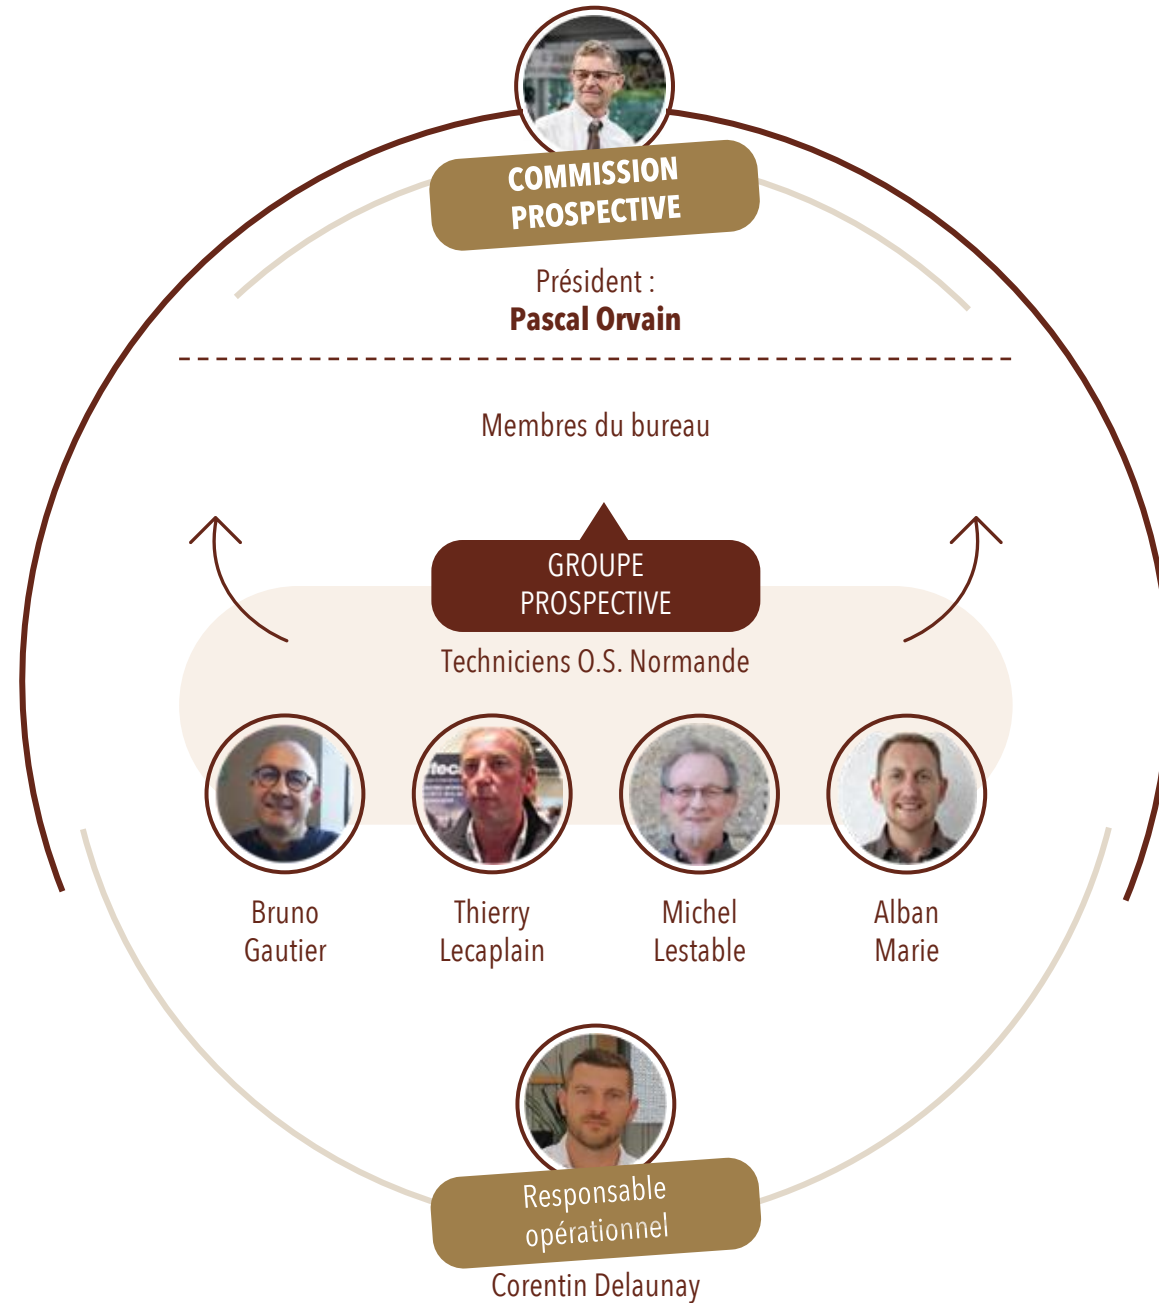 COMMISSION
PROSPECTIVE
Président :
Pascal Orvain
Membres du bureau
GROUPE
PROSPECTIVE
Techniciens O.S. Normande
Bruno
Gautier
Thierry
Lecaplain
Michel
Lestable
Alban
Marie
Responsable
opérationnel
Corentin Delaunay